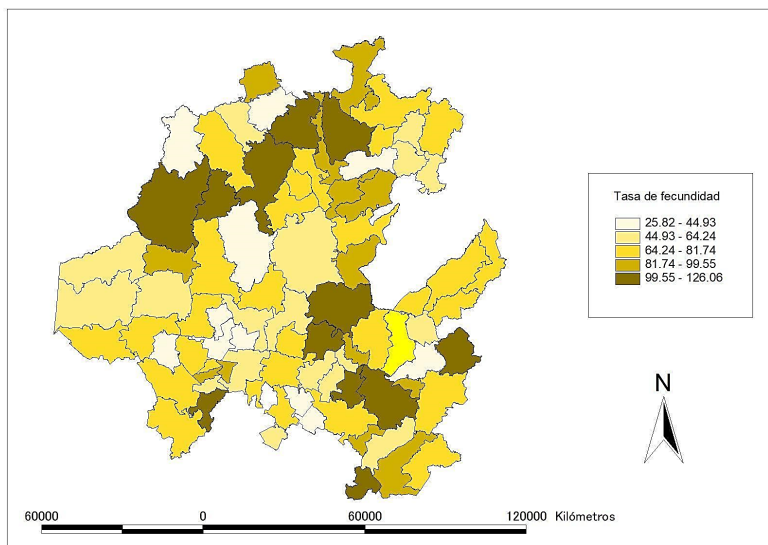 Tasa de fecundidad
25.82 - 44.93
44.93 - 64.24
64.24 - 81.74
81.74 - 99.55
99.55 - 126.06
N
60000 0 60000 120000 Kilómetros